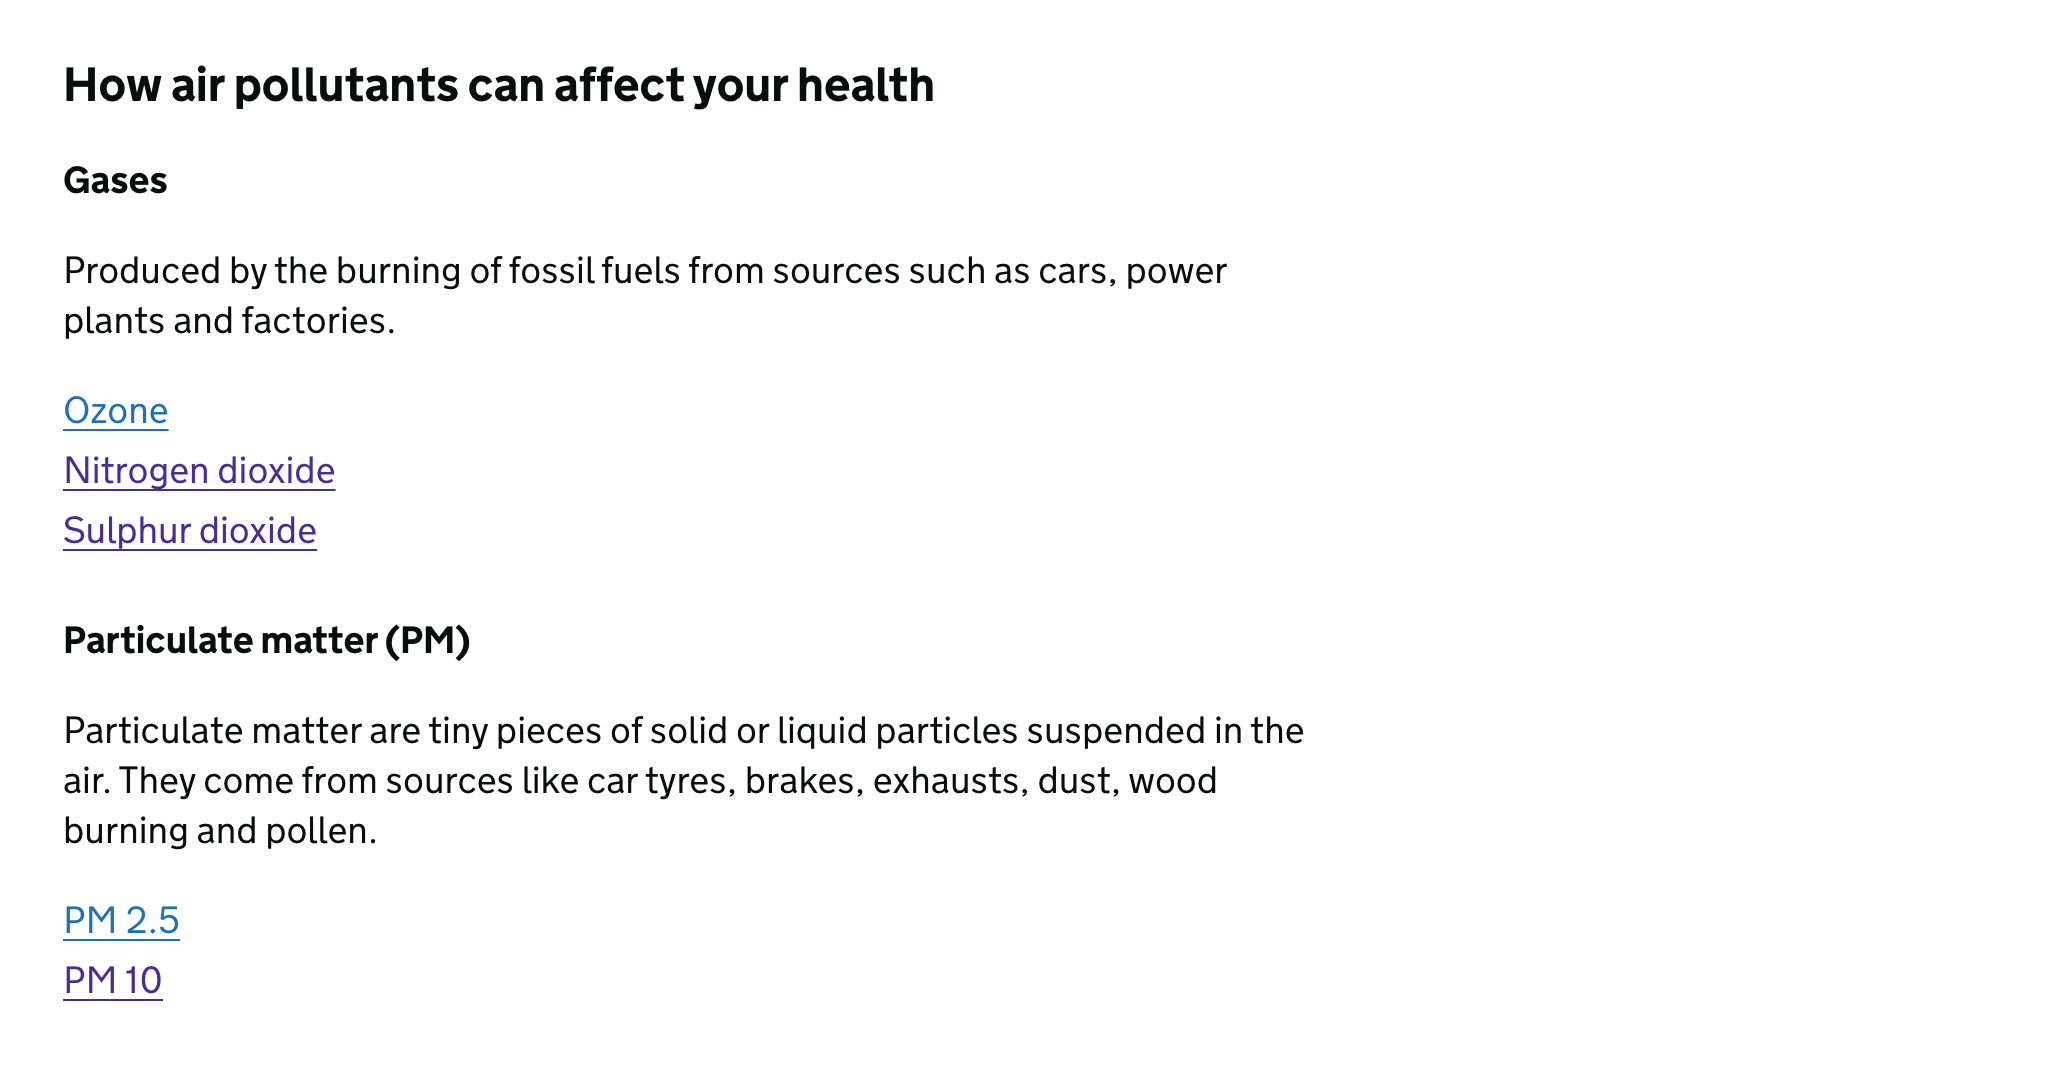 How air pollutants can affect your health
Gases
Produced by the burning of fossil fuels from sources such as cars, power
plants and factories.
Ozone
Nitrogen dioxide
Sulphur dioxide
Particulate matter (PM)
Particulate matter are tiny pieces of solid or liquid particles suspended in the
air. They come from sources like car tyres, brakes, exhausts, dust, wood
burning and pollen.
PM 2.5
PM 10